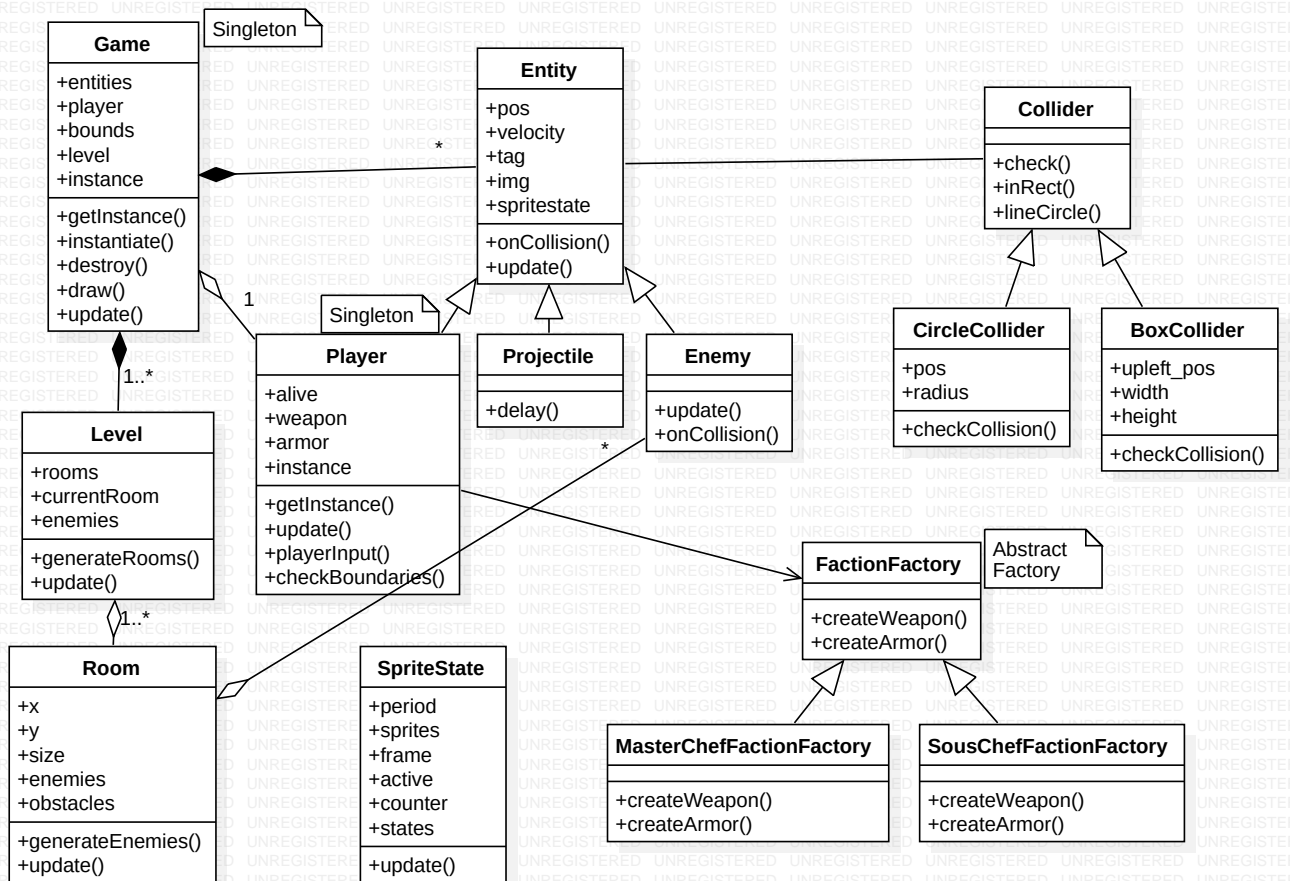 Game
+entities
+player
+bounds
+level
+instance
+getInstance()
+instantiate()
+destroy()
+draw()
+update()
Singleton
Entity
+pos
+velocity
+tag
+img
+spritestate
+onCollision()
+update()
*
Collider
+check()
+inRect()
+lineCircle()
1
1..*
Singleton
Player
+alive
+weapon
+armor
+instance
+getInstance()
+update()
+playerInput()
+checkBoundaries()
Projectile
+delay()
Enemy
+update()
+onCollision()
*
CircleCollider
+pos
+radius
+checkCollision()
BoxCollider
+upleft_pos
+width
+height
+checkCollision()
Level
+rooms
+currentRoom
+enemies
+generateRooms()
+update()
1..*
Room
+x
+y
+size
+enemies
+obstacles
+generateEnemies()
+update()
SpriteState
+period
+sprites
+frame
+active
+counter
+states
+update()
FactionFactory
+createWeapon()
+createArmor()
Abstract
Factory
MasterChefFactionFactory
+createWeapon()
+createArmor()
SousChefFactionFactory
+createWeapon()
+createArmor()
UNREGISTERED